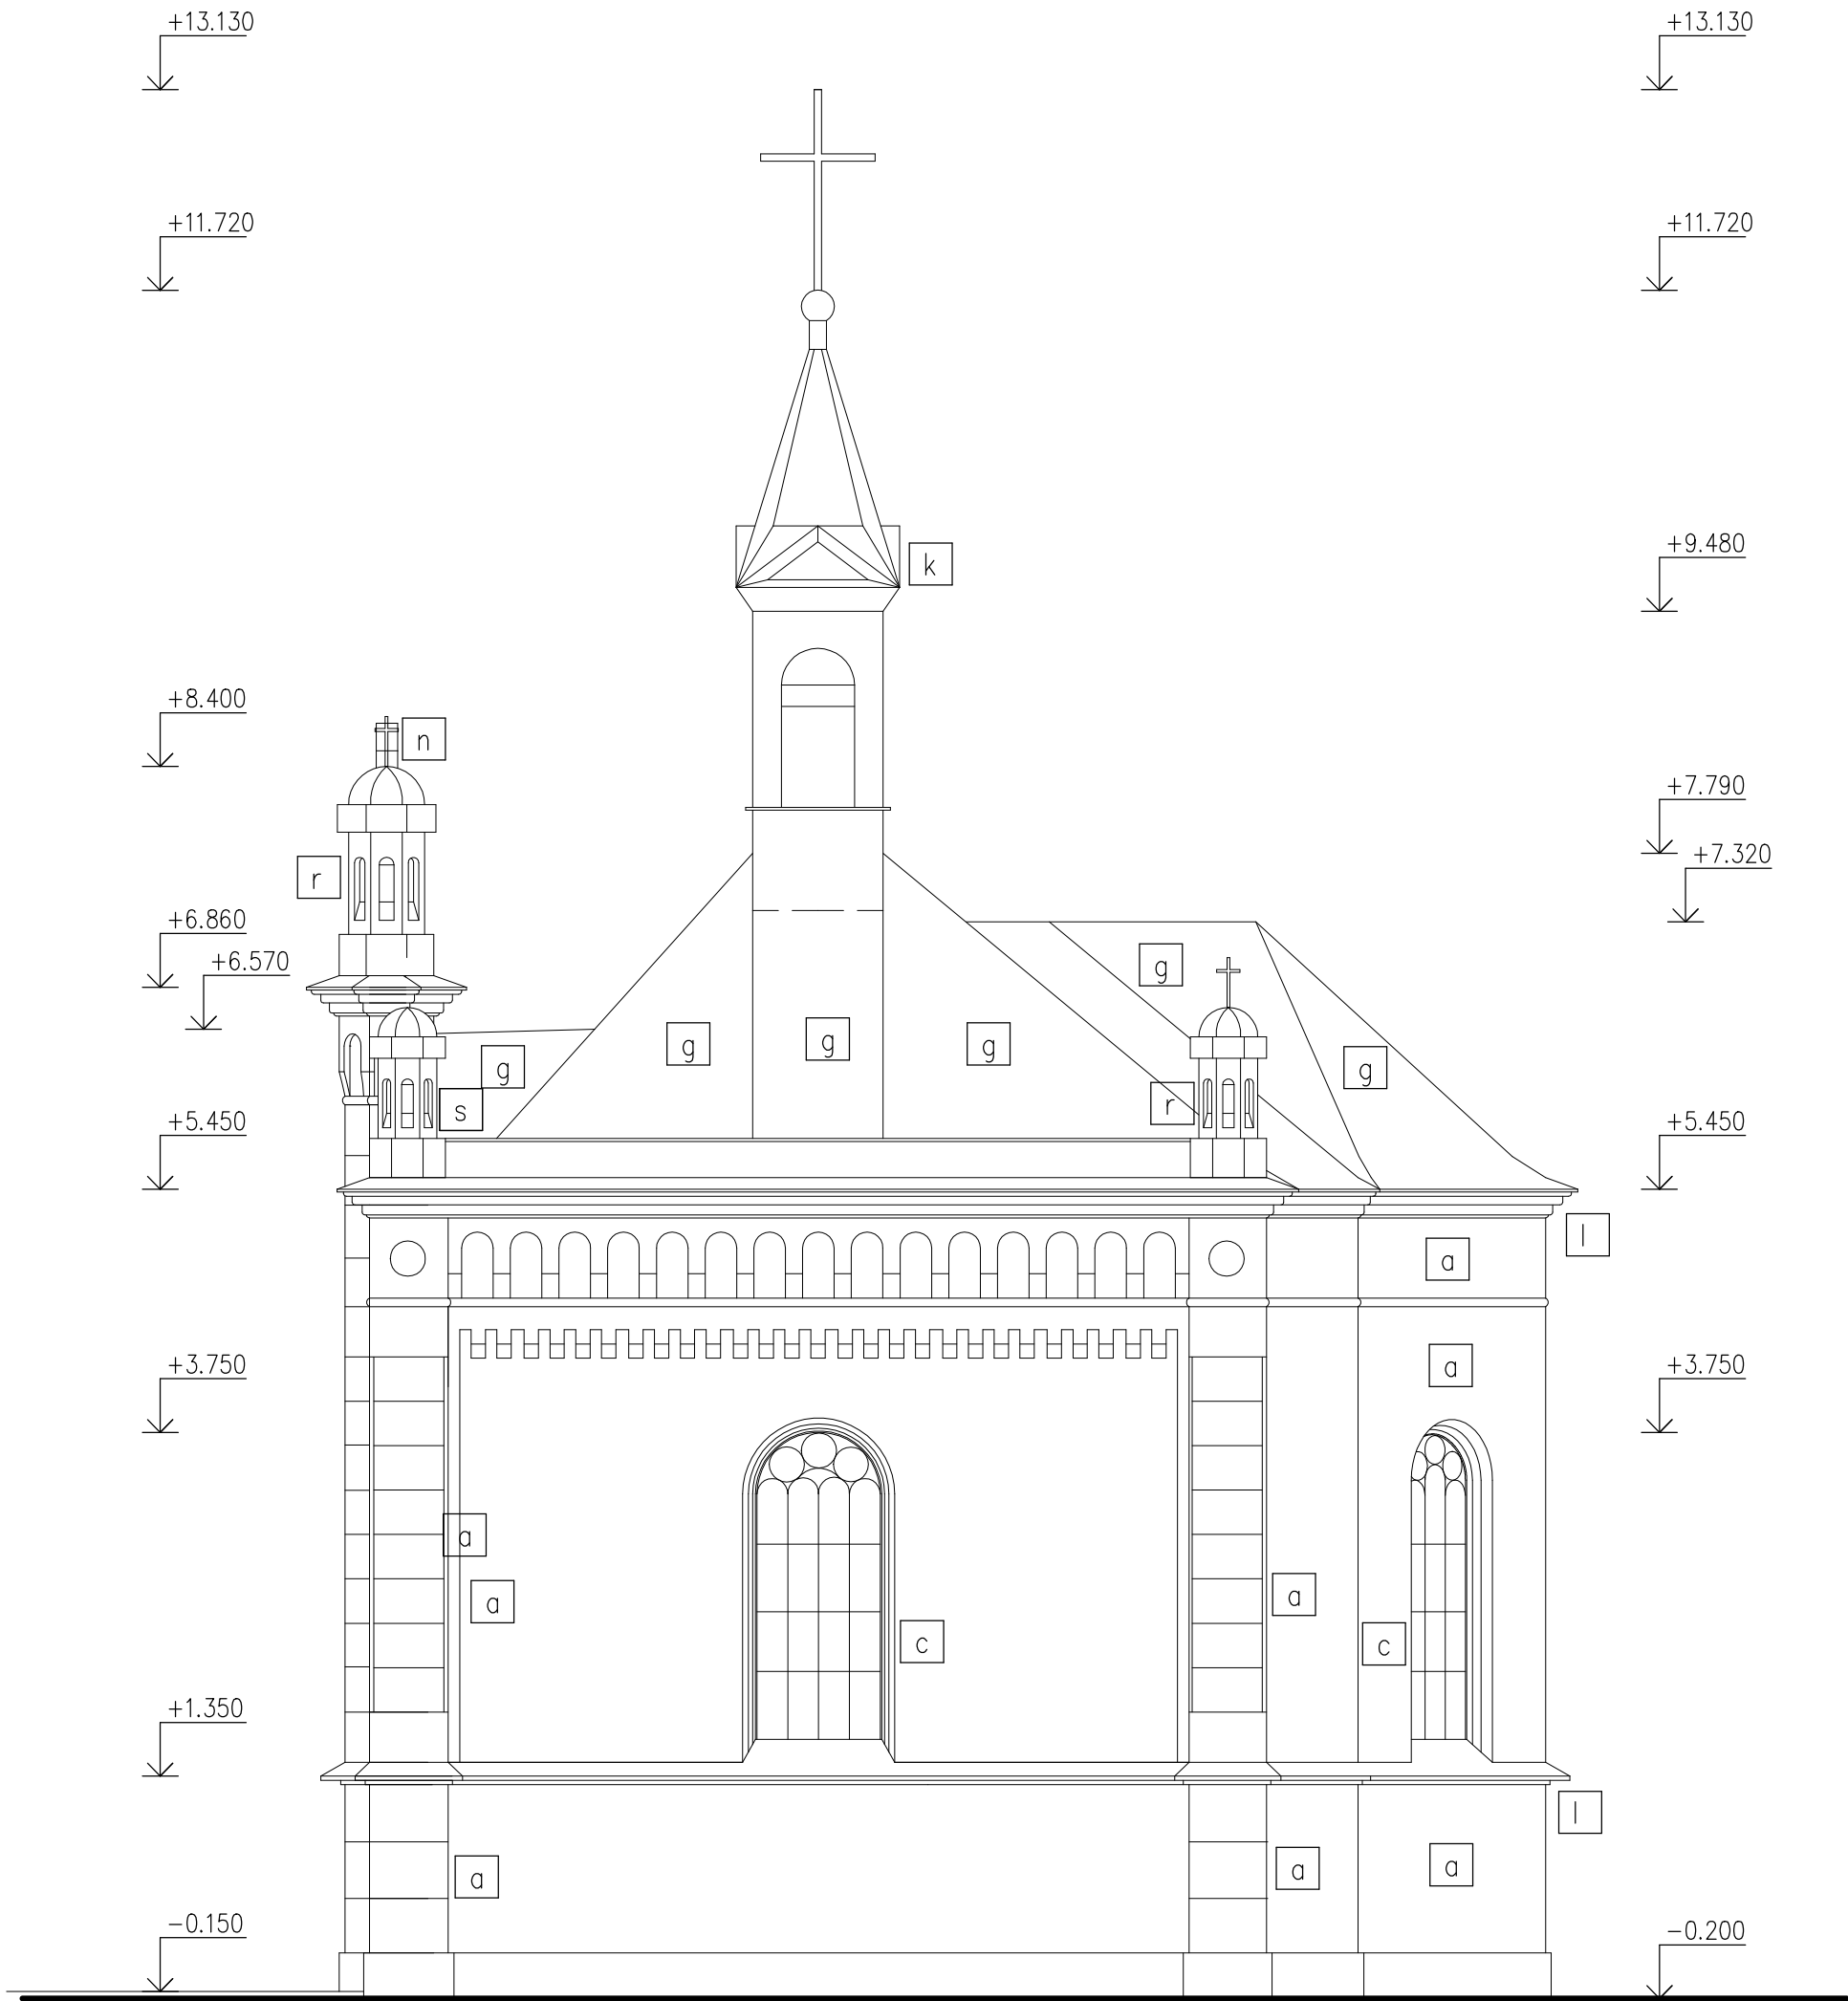 +13.130 +13.130
+11.720 +11.720
k +9.480
+8.400
n
+7.790
+7.320
r
+6.860
+6.570
g
g g g g g
s r
+5.450 +5.450
l
a
+3.750 a +3.750
a
a a
c c
+1.350
l
a a a
-0.150 -0.200